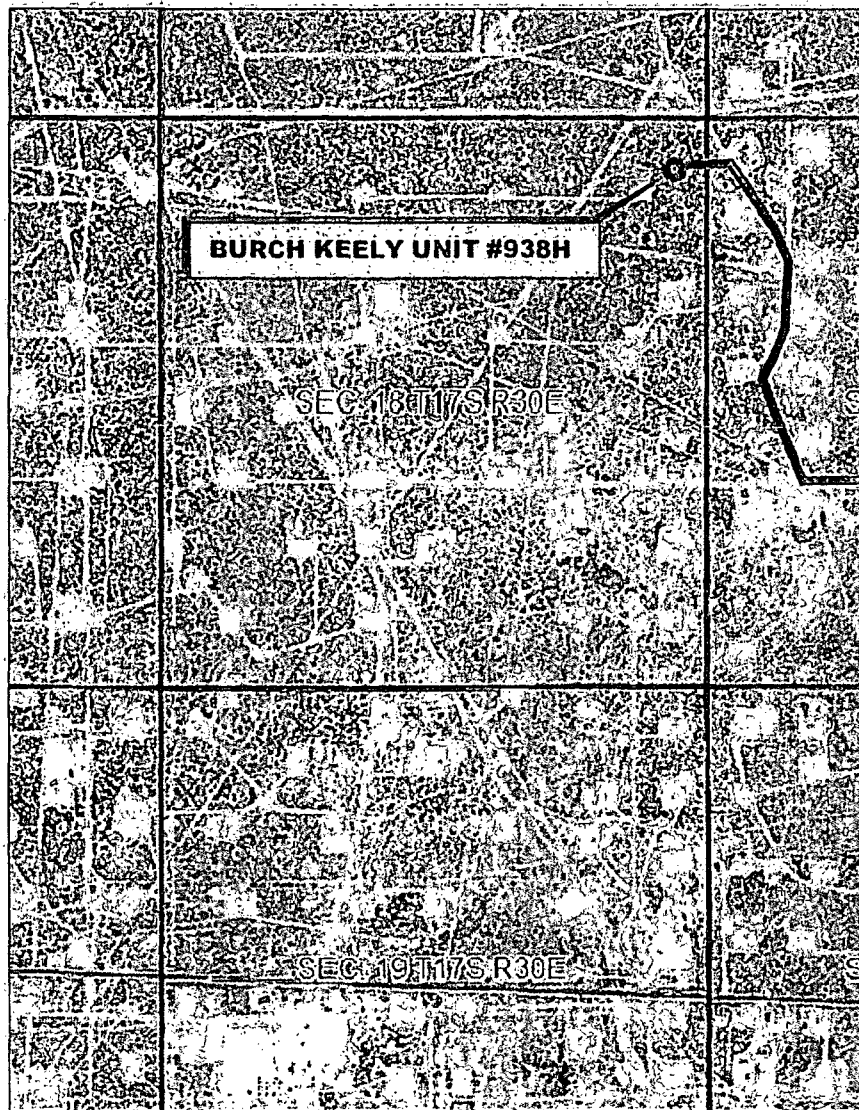 BURCH KEELY UNIT #938H
SEC 18 T17S R30E
S
SEC 19 T17S R30E
S